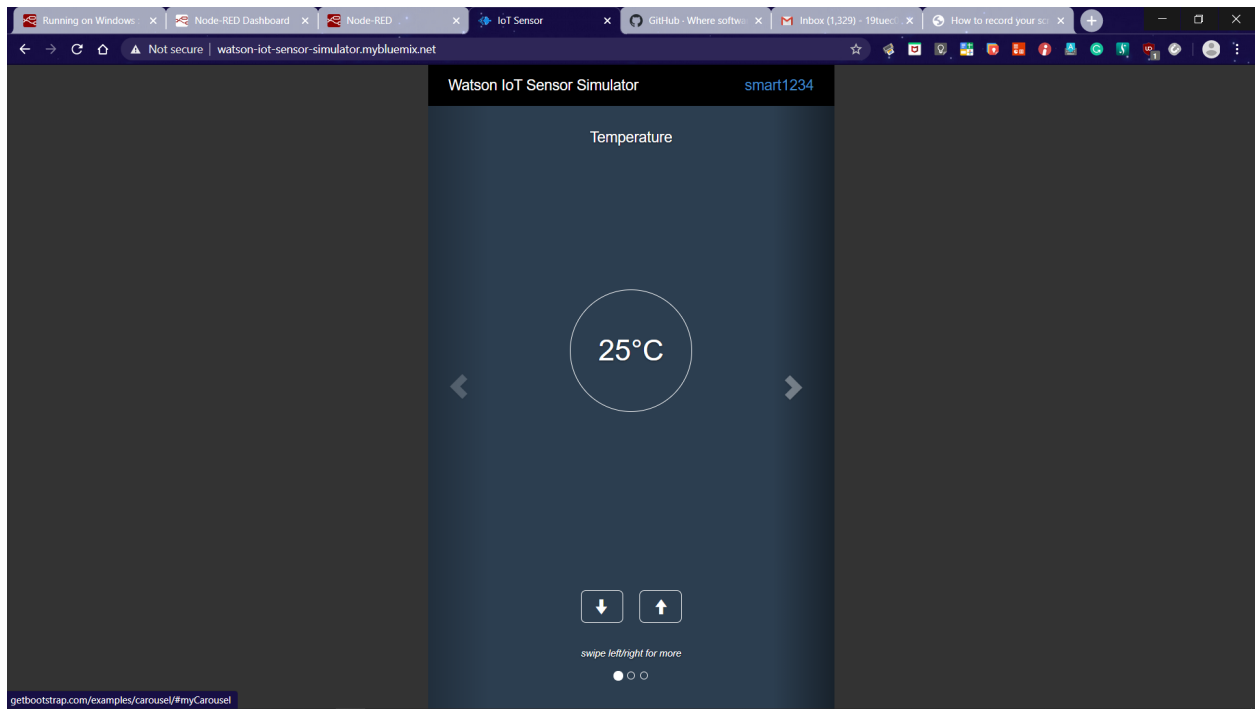 Running on Windows :
Node-RED Dashboard
Node-RED :
IoT Sensor
GitHub · Where softwa
Inbox (1,329) - 19tuec
How to record your sc
Not secure | watson-iot-sensor-simulator.mybluemix.net
Watson IoT Sensor Simulator
smart1234
Temperature
25°C
swipe left/right for more
getbootstrap.com/examples/carousel/#myCarousel